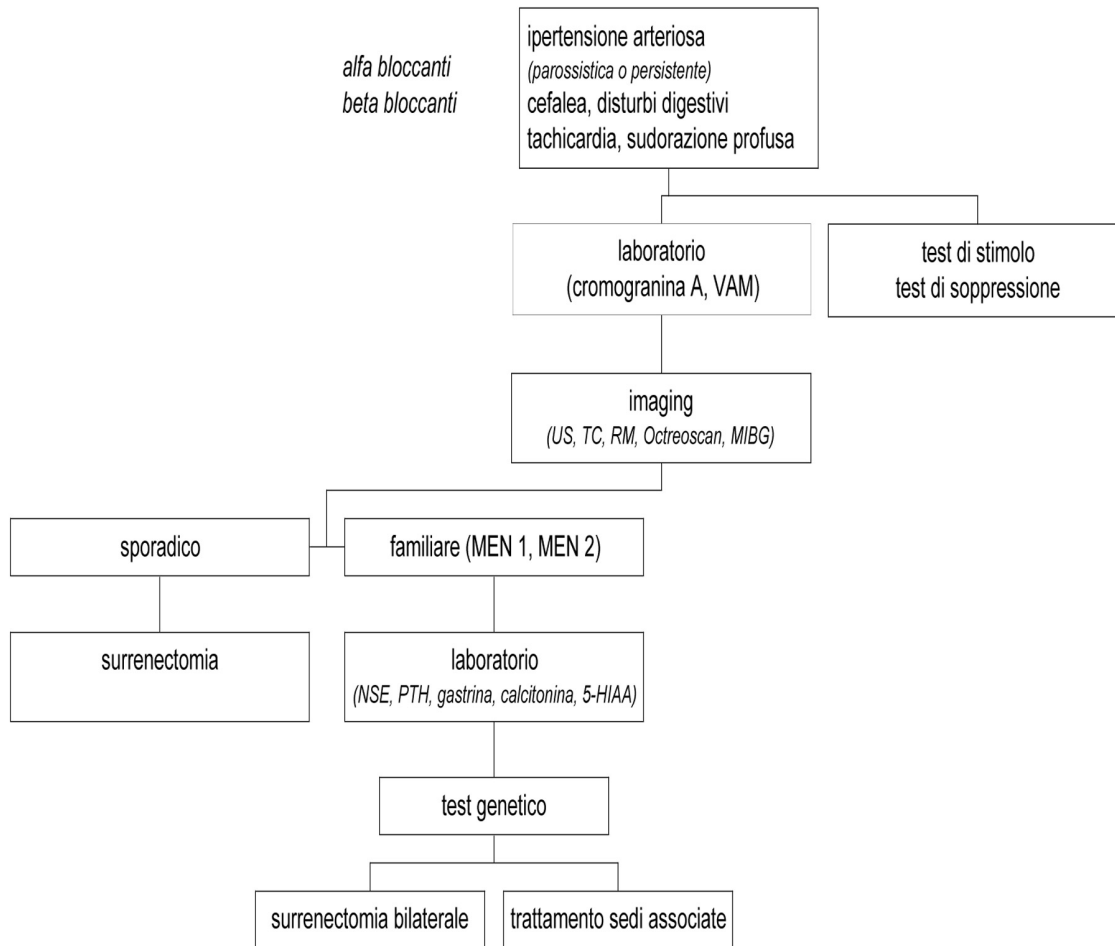 alfa bloccanti
beta bloccanti
ipertensione arteriosa
(parossistica o persistente)
cefalea, disturbi digestivi
tachicardia, sudorazione profusa
laboratorio
(cromogranina A, VAM)
test di stimolo
test di soppressione
imaging
(US, TC, RM, Octreoscan, MIBG)
sporadico
familiare (MEN 1, MEN 2)
surrenectomia
laboratorio
(NSE, PTH, gastrina, calcitonina, 5-HIAA)
test genetico
surrenectomia bilaterale
trattamento sedi associate